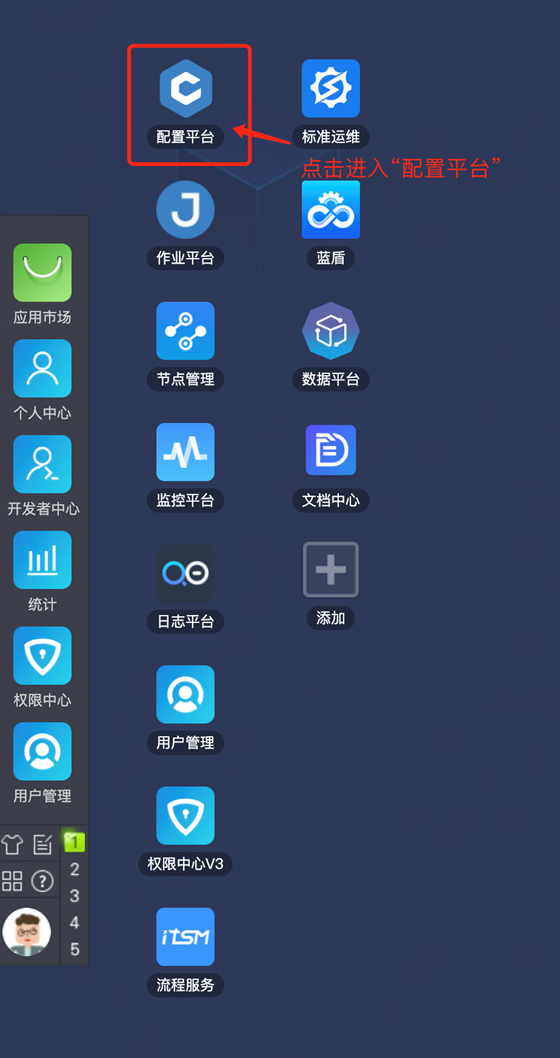 配置平台
标准运维
点击进入“配置平台”
作业平台
蓝盾
节点管理
数据平台
监控平台
文档中心
日志平台
添加
用户管理
权限中心V3
iTSM
流程服务
应用市场
个人中心
开发者中心
统计
权限中心
用户管理
1
2
3
4
5